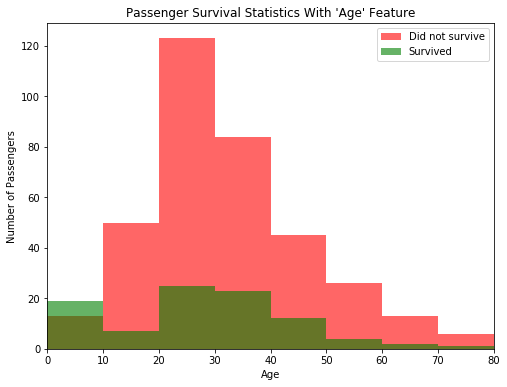 Passenger Survival Statistics With 'Age' Feature
Did not survive
Survived
120
100
80
60
40
20
0
Number of Passengers
0 10 20 30 40 50 60 70 80
Age